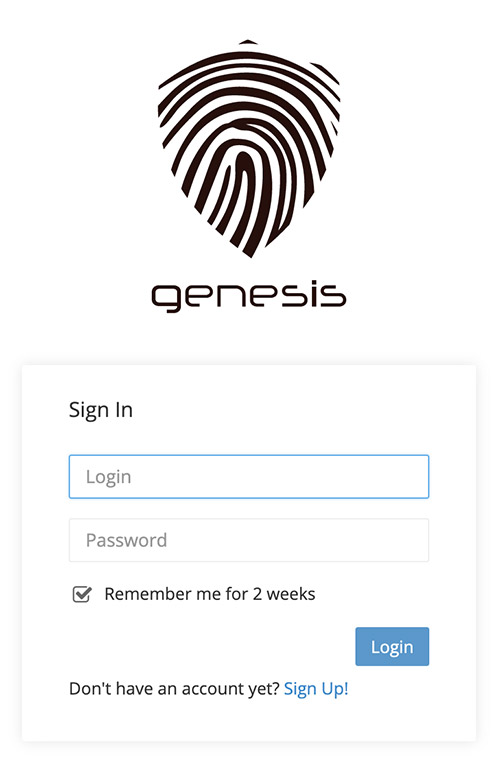 genesis
Sign In
Login
Password
Remember me for 2 weeks
Login
Don't have an account yet? Sign Up!